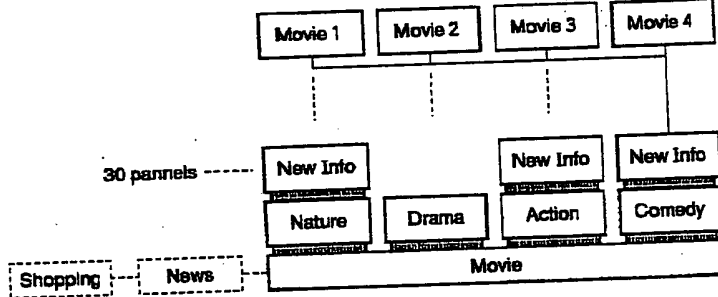 Movie 1 Movie 2 Movie 3 Movie 4
30 pannels New Info New Info New Info
Nature Drama Action Comedy
Shopping News Movie